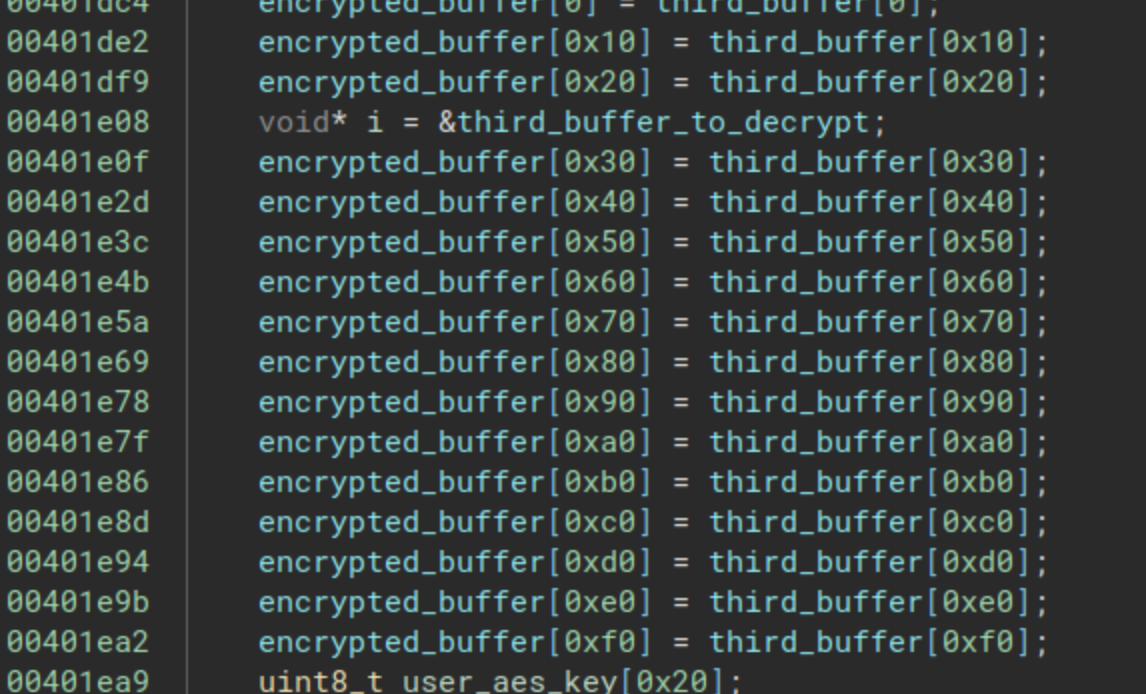 00401dc4 encrypted_buffer[0] = third_buffer[0];
00401de2 encrypted_buffer[0x10] = third_buffer[0x10];
00401df9 encrypted_buffer[0x20] = third_buffer[0x20];
00401e08 void* i = &third_buffer_to_decrypt;
00401e0f encrypted_buffer[0x30] = third_buffer[0x30];
00401e2d encrypted_buffer[0x40] = third_buffer[0x40];
00401e3c encrypted_buffer[0x50] = third_buffer[0x50];
00401e4b encrypted_buffer[0x60] = third_buffer[0x60];
00401e5a encrypted_buffer[0x70] = third_buffer[0x70];
00401e69 encrypted_buffer[0x80] = third_buffer[0x80];
00401e78 encrypted_buffer[0x90] = third_buffer[0x90];
00401e7f encrypted_buffer[0xa0] = third_buffer[0xa0];
00401e86 encrypted_buffer[0xb0] = third_buffer[0xb0];
00401e8d encrypted_buffer[0xc0] = third_buffer[0xc0];
00401e94 encrypted_buffer[0xd0] = third_buffer[0xd0];
00401e9b encrypted_buffer[0xe0] = third_buffer[0xe0];
00401ea2 encrypted_buffer[0xf0] = third_buffer[0xf0];
00401ea9 uint8_t user_aes_key[0x20];